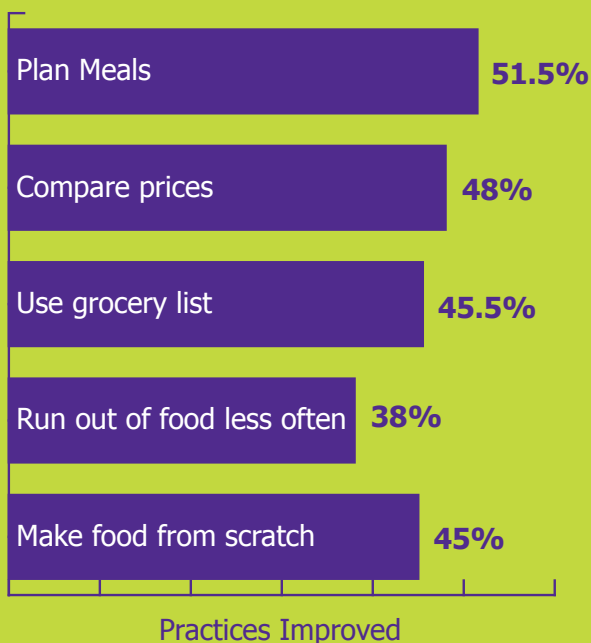 Plan Meals 51.5%
Compare prices 48%
Use grocery list 45.5%
Run out of food less often 38%
Make food from scratch 45%
Practices Improved